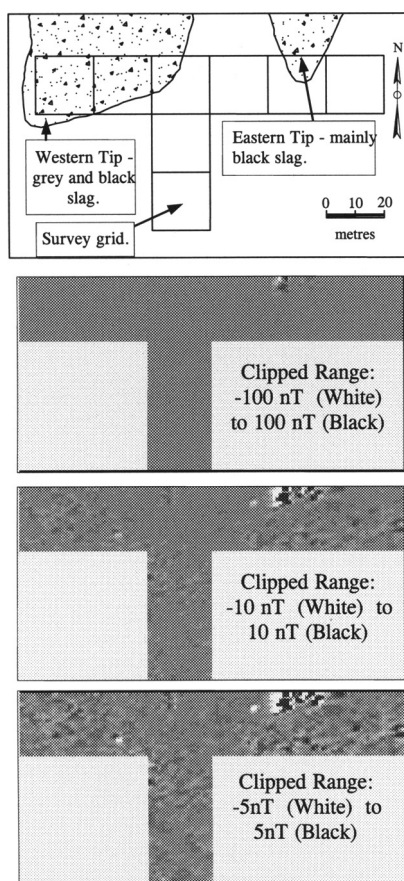 N
Western Tip -
grey and black
slag.
Eastern Tip - mainly
black slag.
Survey grid.
0 10 20
metres
Clipped Range:
-100 nT (White)
to 100 nT (Black)
Clipped Range:
-10 nT (White) to
10 nT (Black)
Clipped Range:
-5nT (White) to
5nT (Black)